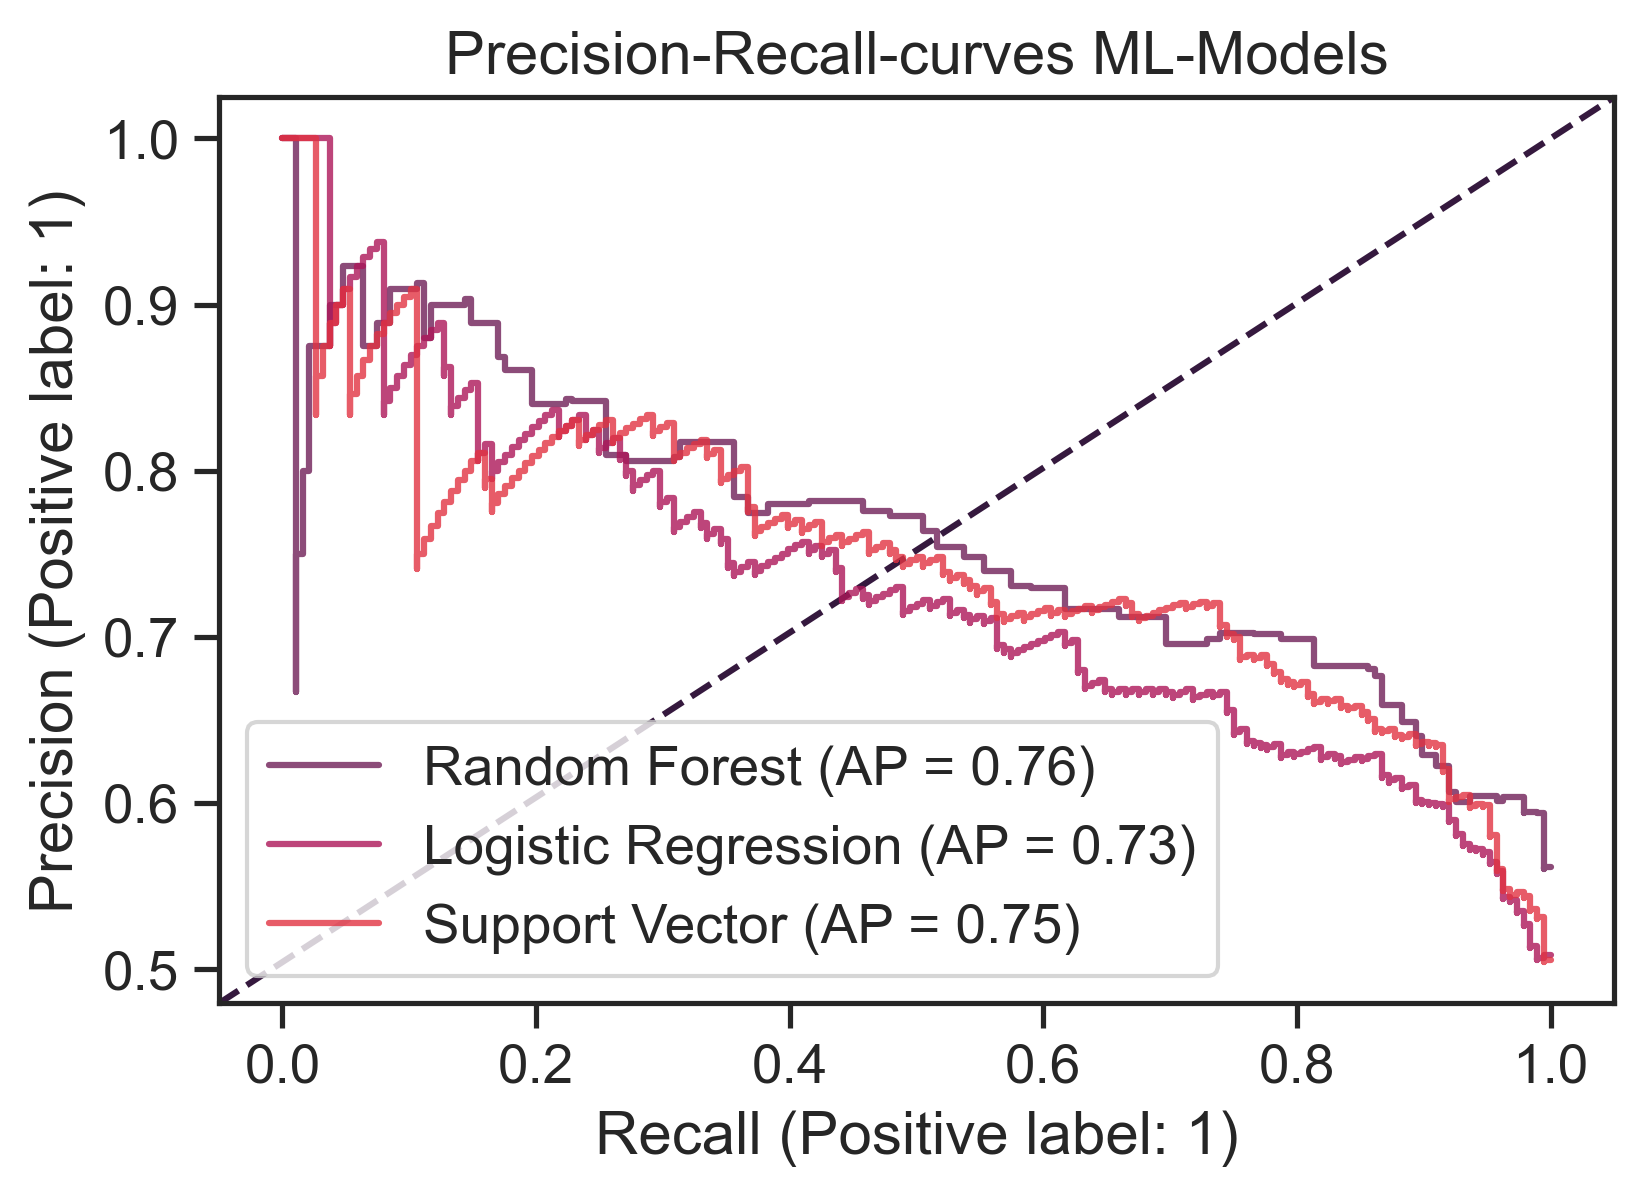 Precision-Recall-curves ML-Models
Precision (Positive label: 1)
1.0
0.9
0.8
0.7
0.6
0.5
Random Forest (AP = 0.76)
Logistic Regression (AP = 0.73)
Support Vector (AP = 0.75)
0.0 0.2 0.4 0.6 0.8 1.0
Recall (Positive label: 1)